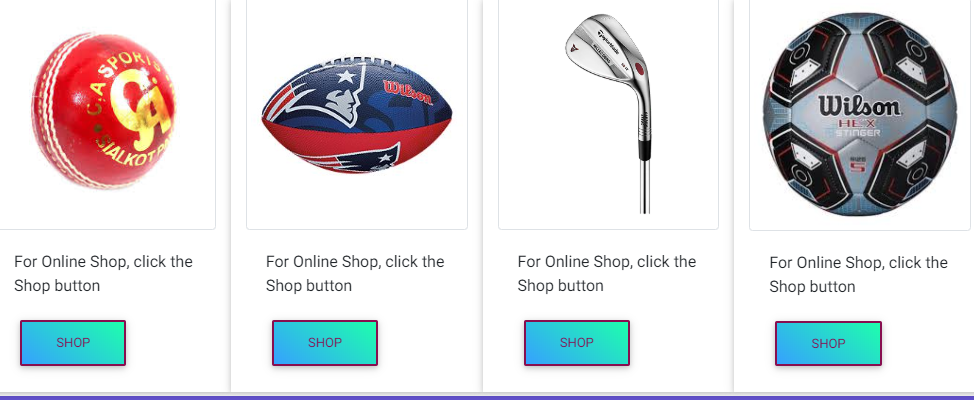 C.A SPORTS
CA
SIALKOT
Wilson
TaylorMade
Wilson
HEX
STINGER
SIZE
5
For Online Shop, click the
Shop button
SHOP
For Online Shop, click the
Shop button
SHOP
For Online Shop, click the
Shop button
SHOP
For Online Shop, click the
Shop button
SHOP